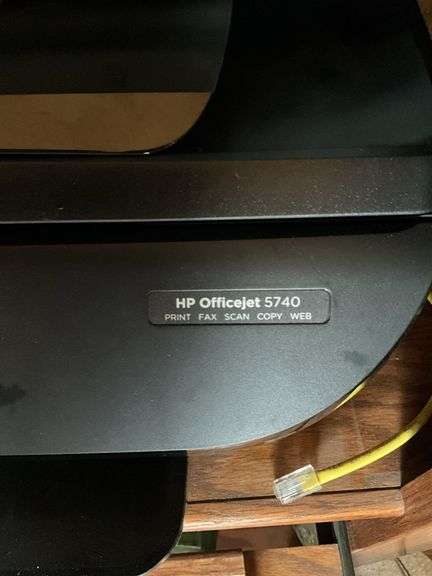 HP Officejet 5740
PRINT FAX SCAN COPY WEB